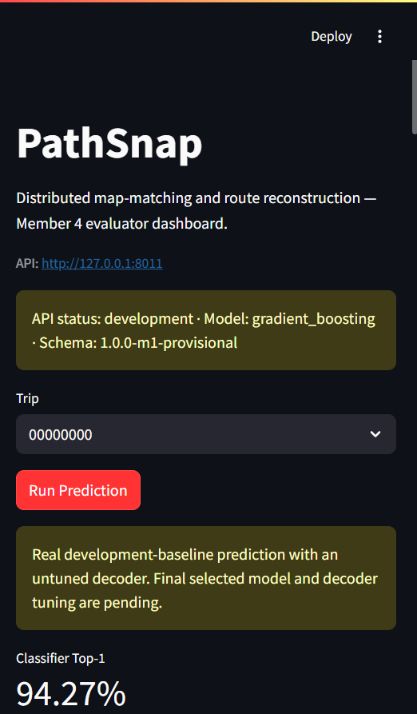 Deploy
PathSnap
Distributed map-matching and route reconstruction —
Member 4 evaluator dashboard.
API: http://127.0.0.1:8011
API status: development · Model: gradient_boosting
· Schema: 1.0.0-m1-provisional
Trip
00000000
Run Prediction
Real development-baseline prediction with an
untuned decoder. Final selected model and decoder
tuning are pending.
Classifier Top-1
94.27%